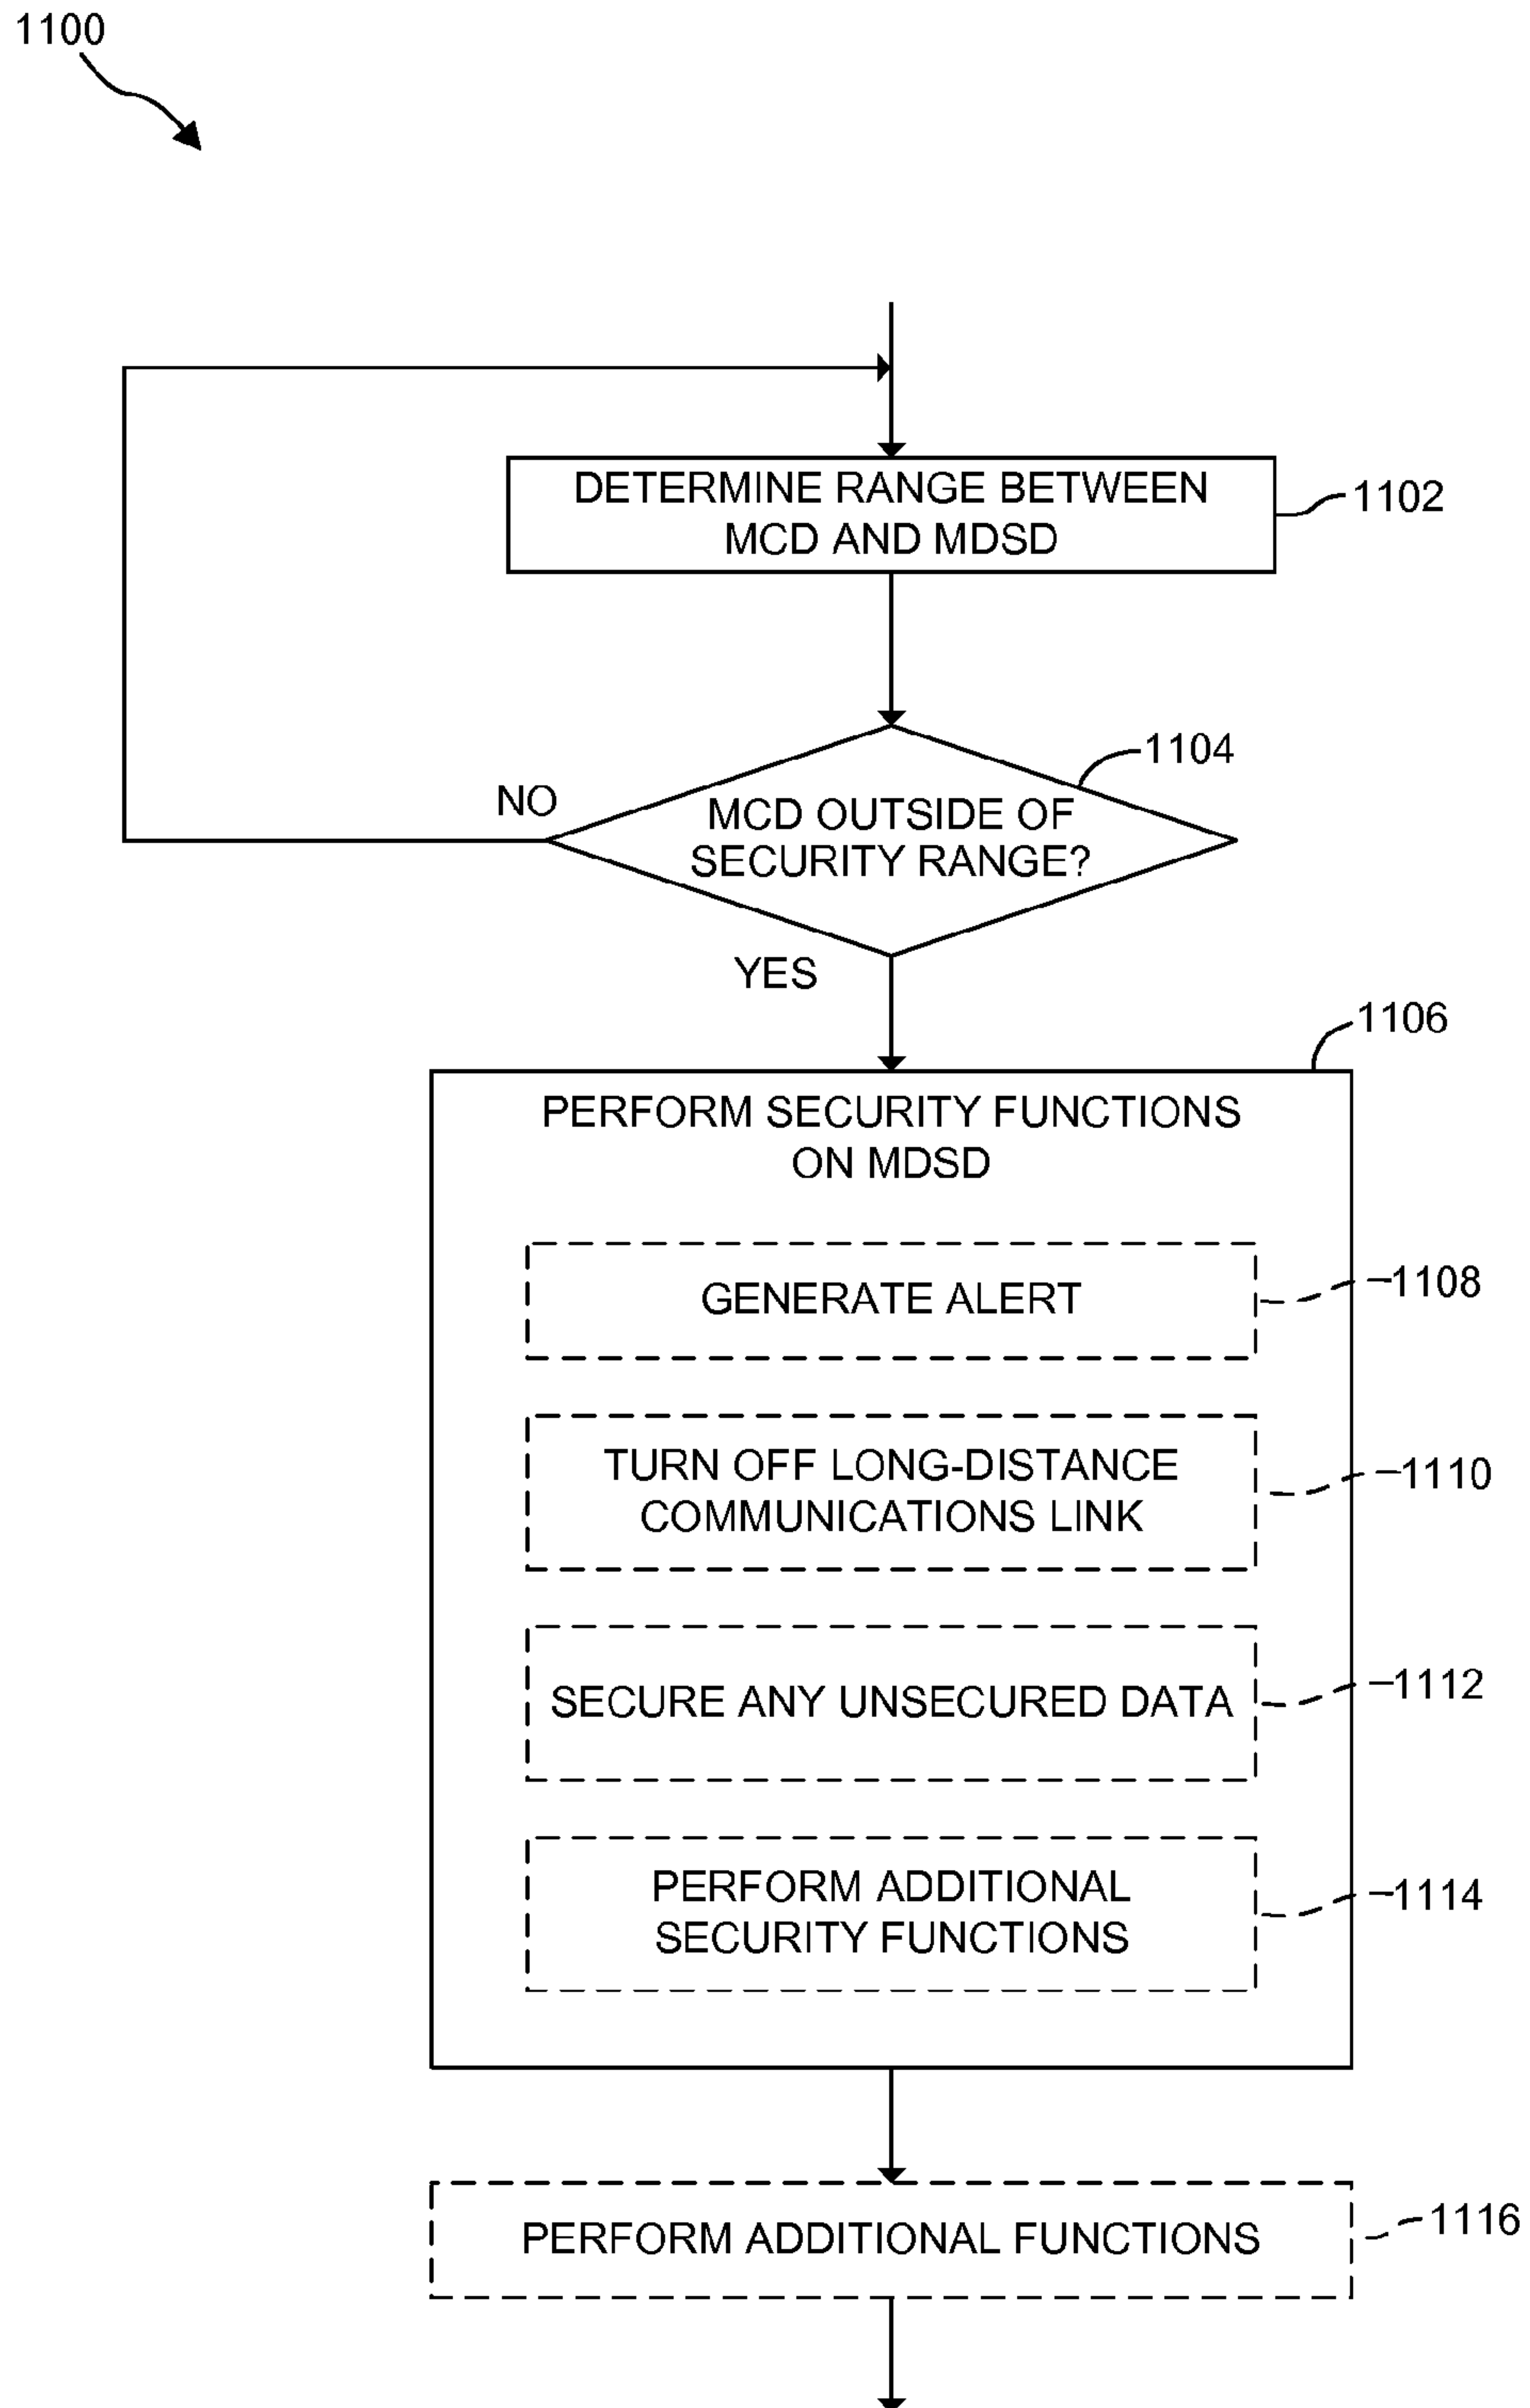 1100
DETERMINE RANGE BETWEEN
MCD AND MDSD
1102
1104
MCD OUTSIDE OF
SECURITY RANGE?
NO
YES
1106
PERFORM SECURITY FUNCTIONS
ON MDSD
GENERATE ALERT
1108
TURN OFF LONG-DISTANCE
COMMUNICATIONS LINK
1110
SECURE ANY UNSECURED DATA
1112
PERFORM ADDITIONAL
SECURITY FUNCTIONS
1114
PERFORM ADDITIONAL FUNCTIONS
1116